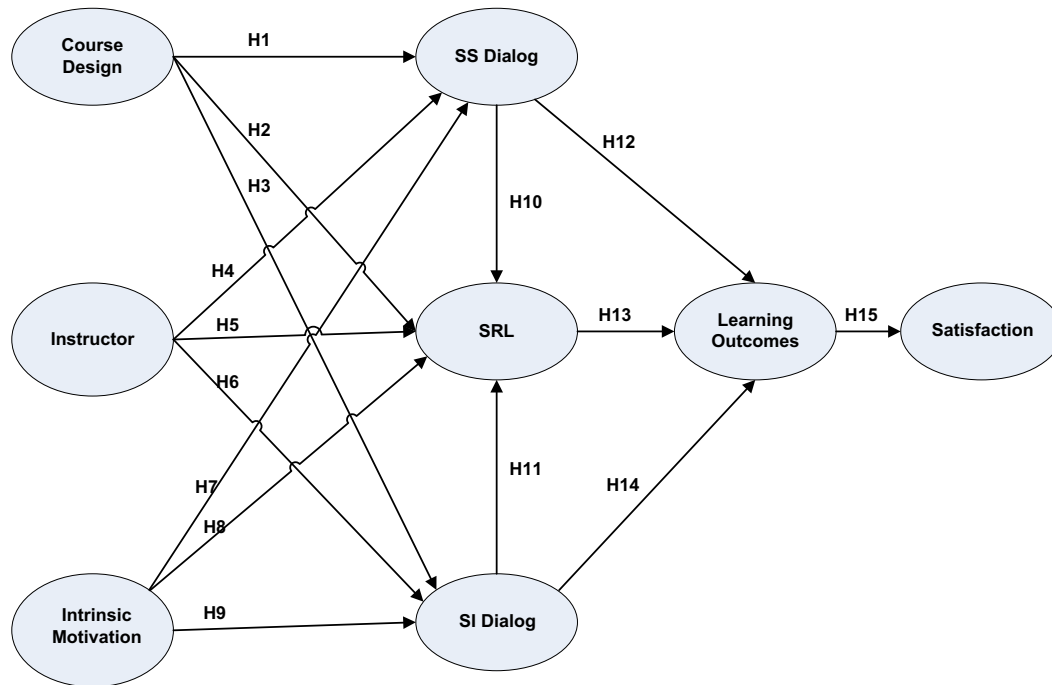 Course
Design
H1
SS Dialog
H2
H3
H12
H10
H4
Instructor
H5
SRL
H13
Learning
Outcomes
H15
Satisfaction
H6
H7
H8
H11
H14
Intrinsic
Motivation
H9
SI Dialog